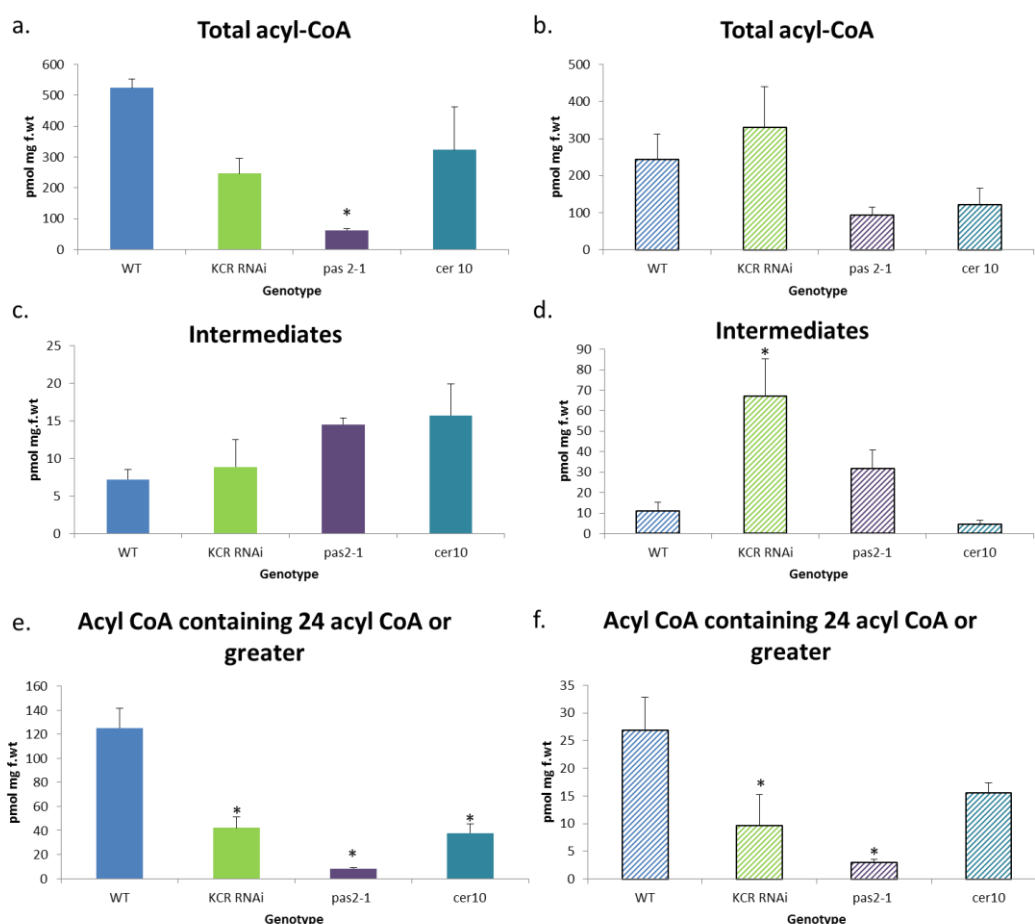 a.
Total acyl-CoA
600
500
400
300
200
100
0
pmol mg f.wt
*
WT KCR RNAi pas 2-1 cer 10
Genotype
b.
Total acyl-CoA
500
400
300
200
100
0
pmol mg f.wt
WT KCR RNAi pas 2-1 cer 10
Genotype
c.
Intermediates
25
20
15
10
5
0
pmol mg.f.wt
WT KCR RNAi pas2-1 cer10
Genotype
d.
Intermediates
90
80
70
60
50
40
30
20
10
0
pmol mg f.wt
*
WT KCR RNAi pas2-1 cer10
Genotype
e.
Acyl CoA containing 24 acyl CoA or
greater
160
140
120
100
80
60
40
20
0
pmol mg f.wt
* * *
WT KCR RNAi pas2-1 cer10
Genotype
f.
Acyl CoA containing 24 acyl CoA or
greater
35
30
25
20
15
10
5
0
pmol mg f.wt
* *
WT KCR RNAi pas2-1 cer10
Genotype